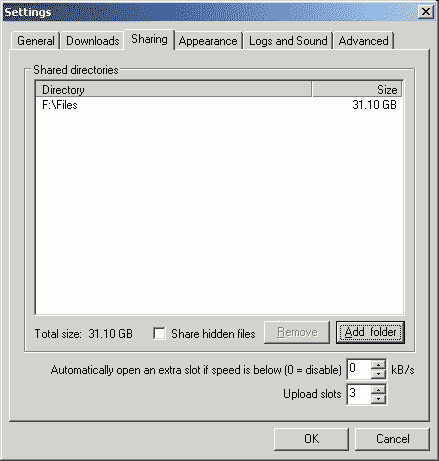 Settings
General Downloads Sharing Appearance Logs and Sound Advanced
Shared directories
Directory Size
F:\Files 31.10 GB
Total size: 31.10 GB Share hidden files Remove Add folder
Automatically open an extra slot if speed is below (0 = disable) 0 kB/s
Upload slots 3
OK Cancel